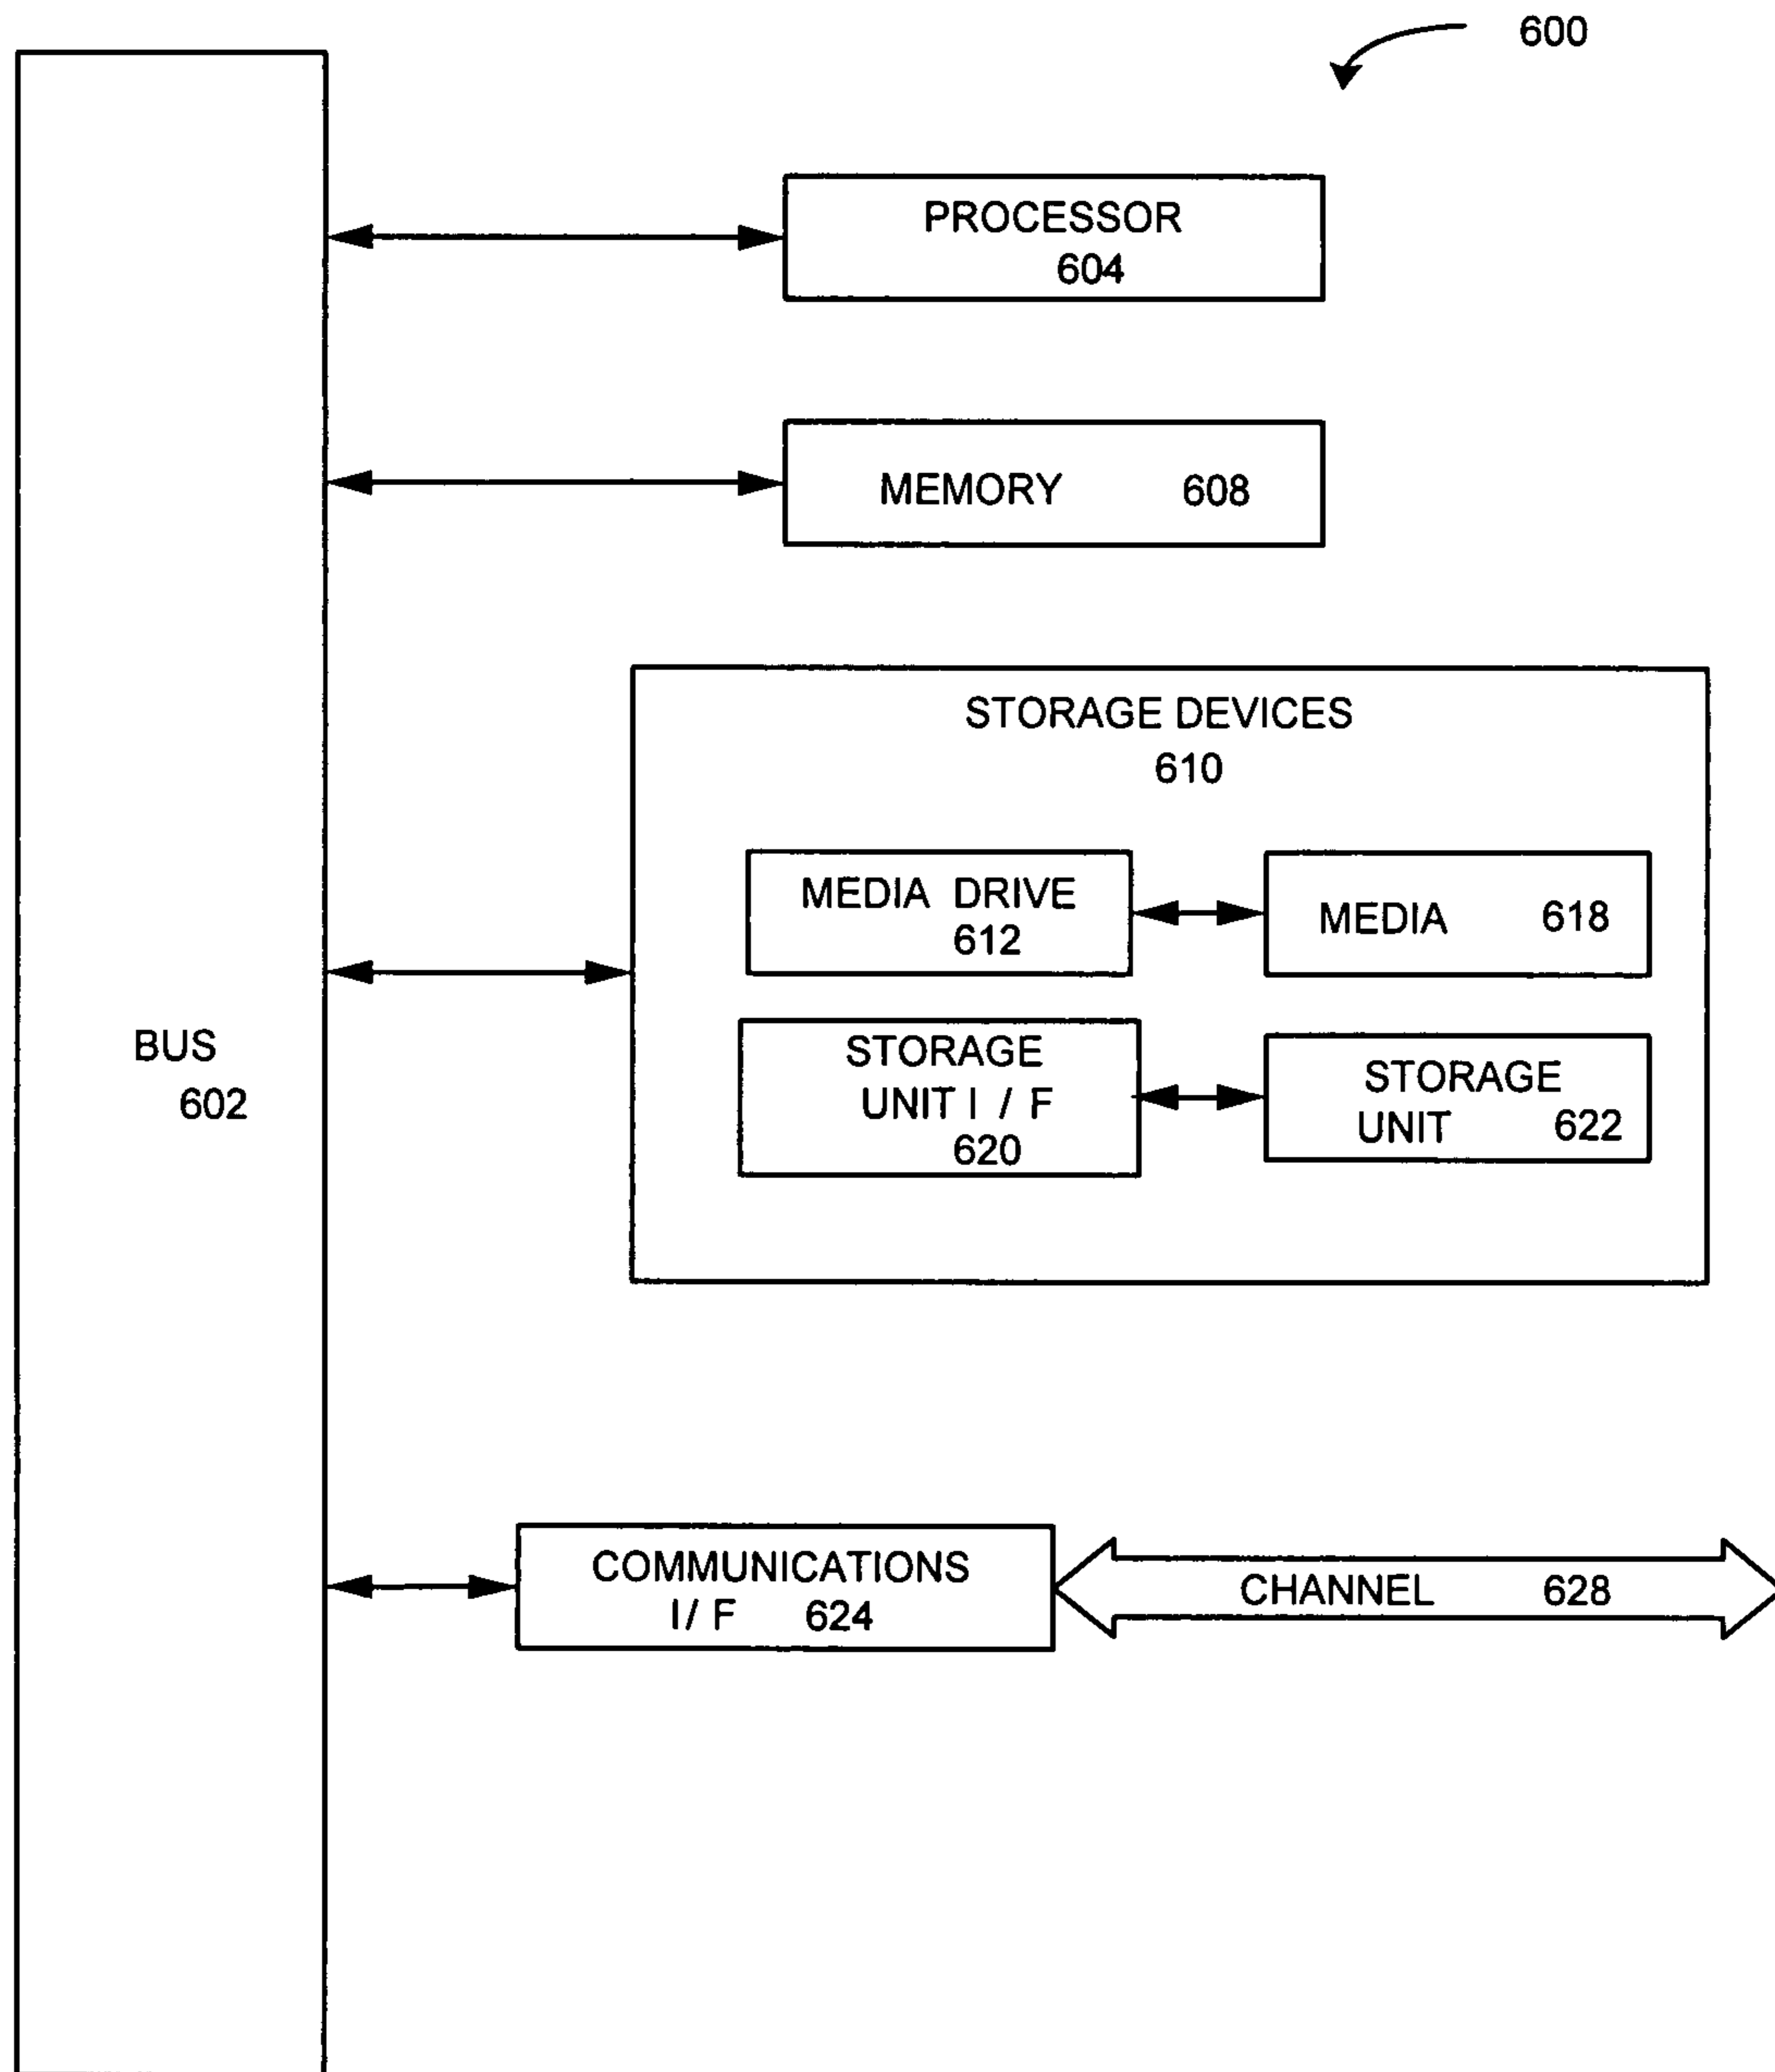 600
PROCESSOR
604
MEMORY 608
STORAGE DEVICES
610
MEDIA DRIVE
612
MEDIA 618
BUS
602
STORAGE
UNIT I / F
620
STORAGE
UNIT 622
COMMUNICATIONS
I/ F 624
CHANNEL 628